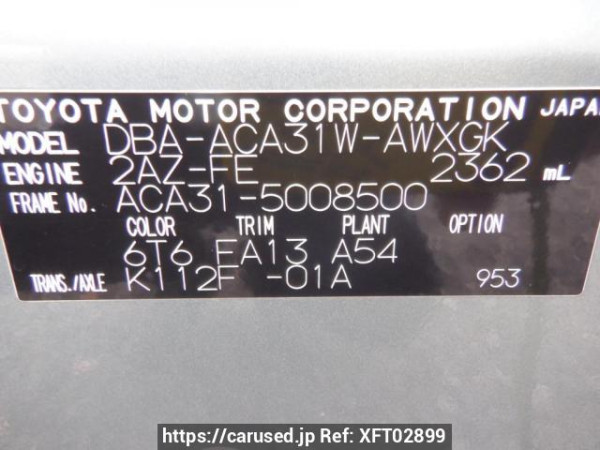 TOYOTA MOTOR CORPORATION JAPAN
MODEL DBA-ACA31W-AWXGK
ENGINE 2AZ-FE 2362 mL
FRAME No. ACA31-5008500
COLOR TRIM PLANT OPTION
6T6 EA13 A54
TRANS./AXLE K112F -01A 953
https://carused.jp Ref: XFT02899